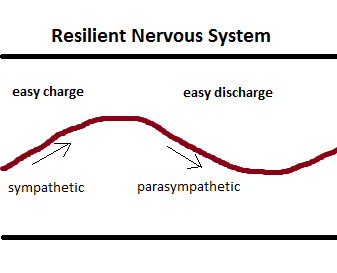 Resilient Nervous System
easy charge
easy discharge
sympathetic
parasympathetic